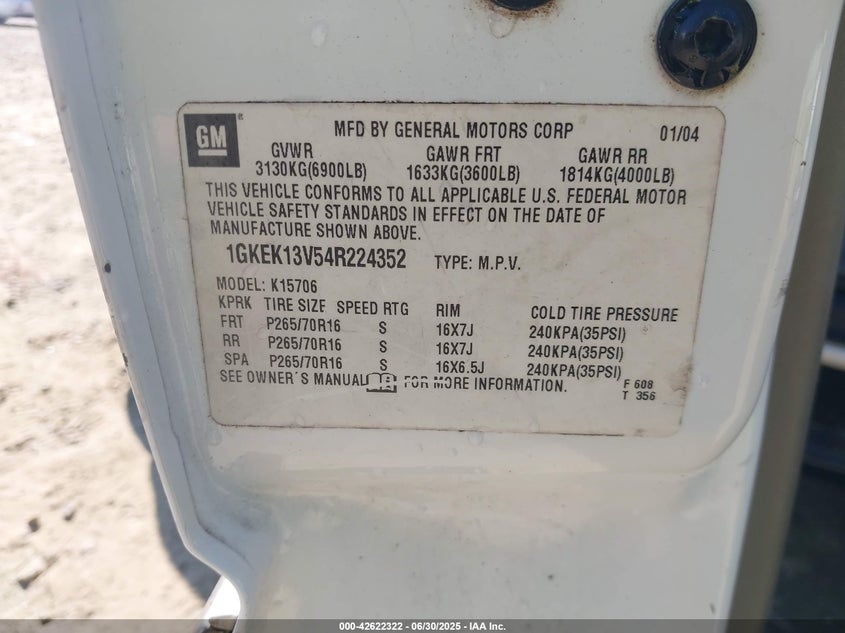 GM
MFD BY GENERAL MOTORS CORP 01/04
GVWR GAWR FRT GAWR RR
3130KG(6900LB) 1633KG(3600LB) 1814KG(4000LB)
THIS VEHICLE CONFORMS TO ALL APPLICABLE U.S. FEDERAL MOTOR
VEHICLE SAFETY STANDARDS IN EFFECT ON THE DATE OF
MANUFACTURE SHOWN ABOVE.
1GKEK13V54R224352 TYPE: M.P.V.
MODEL: K15706
KPRK TIRE SIZE SPEED RTG RIM COLD TIRE PRESSURE
FRT P265/70R16 S 16X7J 240KPA(35PSI)
RR P265/70R16 S 16X7J 240KPA(35PSI)
SPA P265/70R16 S 16X6.5J 240KPA(35PSI)
SEE OWNER'S MANUAL FOR MORE INFORMATION.
F 608
T 356
000-42622322 | 06/30/2025 - IAA Inc.